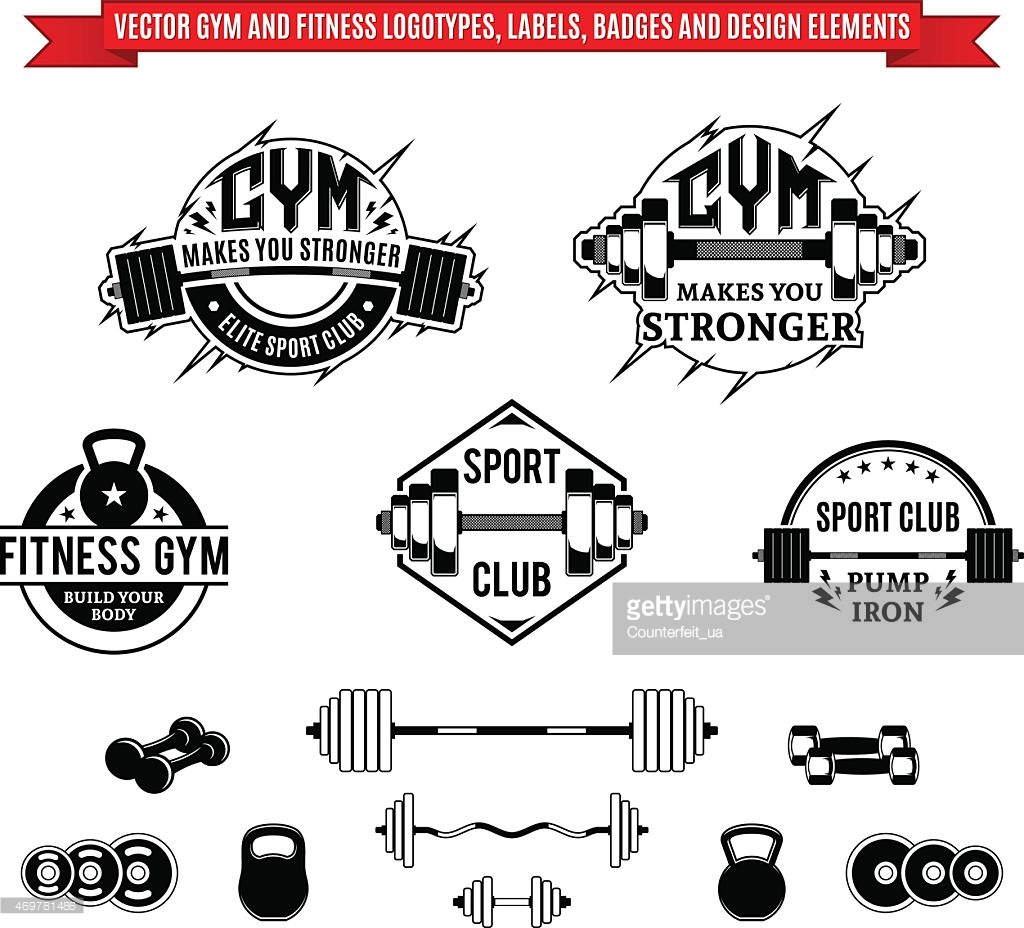 VECTOR GYM AND FITNESS LOGOTYPES, LABELS, BADGES AND DESIGN ELEMENTS
GYM
MAKES YOU STRONGER
ELITE SPORT CLUB
GYM
MAKES YOU
STRONGER
FITNESS GYM
BUILD YOUR
BODY
SPORT
CLUB
SPORT CLUB
PUMP
IRON
gettyimages®
Counterfeit_ua
469781486